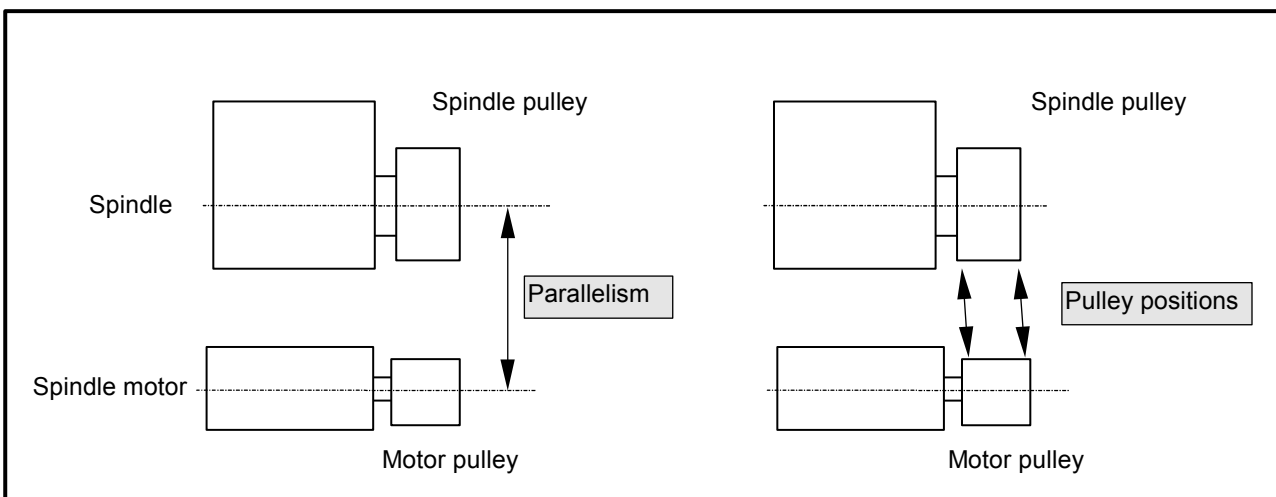 Spindle pulley
Spindle
Parallelism
Spindle motor
Motor pulley
Spindle pulley
Pulley positions
Motor pulley